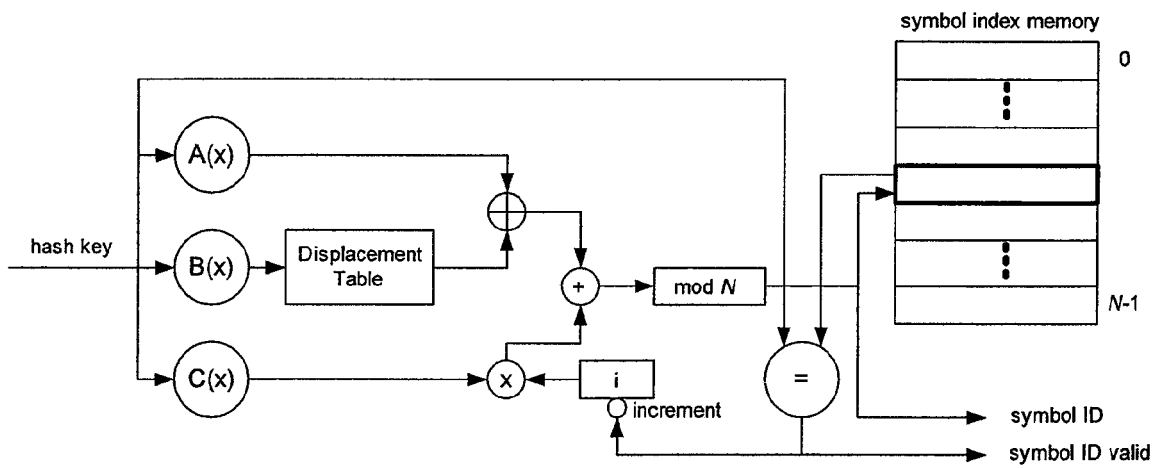 symbol index memory
0
A(x)
hash key
B(x)
Displacement
Table
+
mod N
N-1
C(x)
x
i
=
increment
symbol ID
symbol ID valid